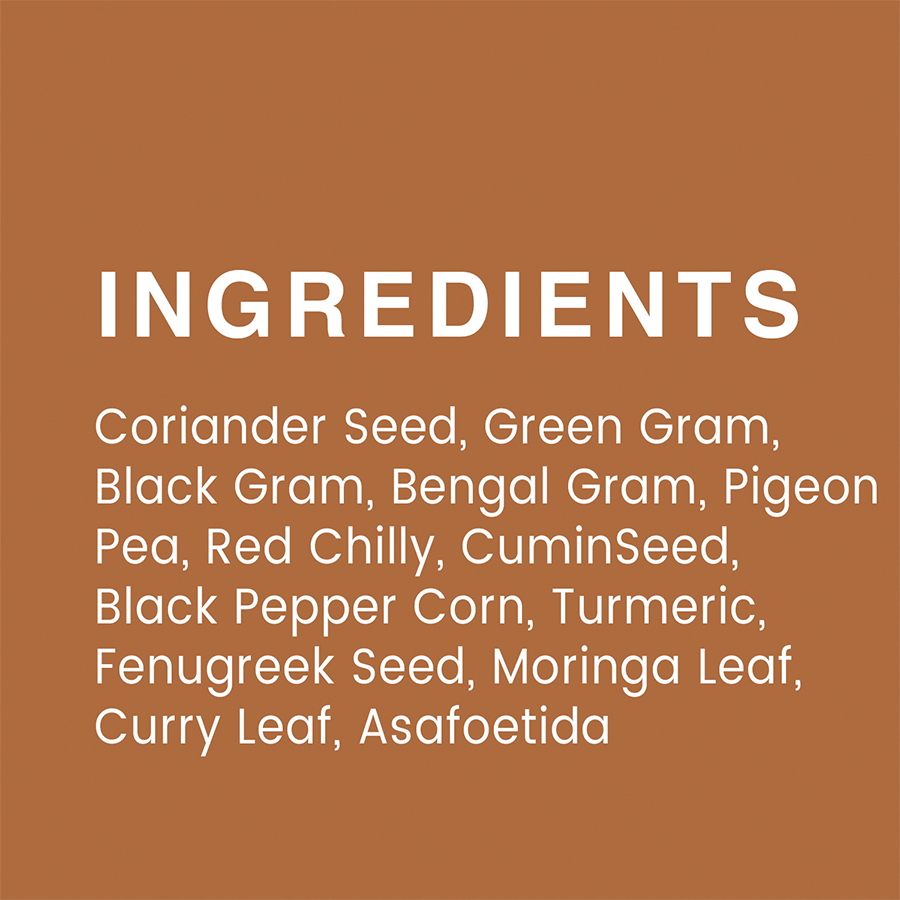 INGREDIENTS
Coriander Seed, Green Gram,
Black Gram, Bengal Gram, Pigeon
Pea, Red Chilly, CuminSeed,
Black Pepper Corn, Turmeric,
Fenugreek Seed, Moringa Leaf,
Curry Leaf, Asafoetida